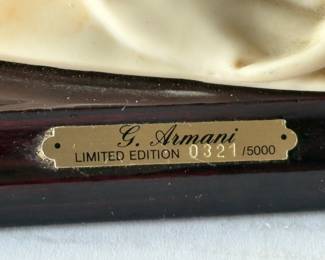 G. Armani
LIMITED EDITION 0321 /5000